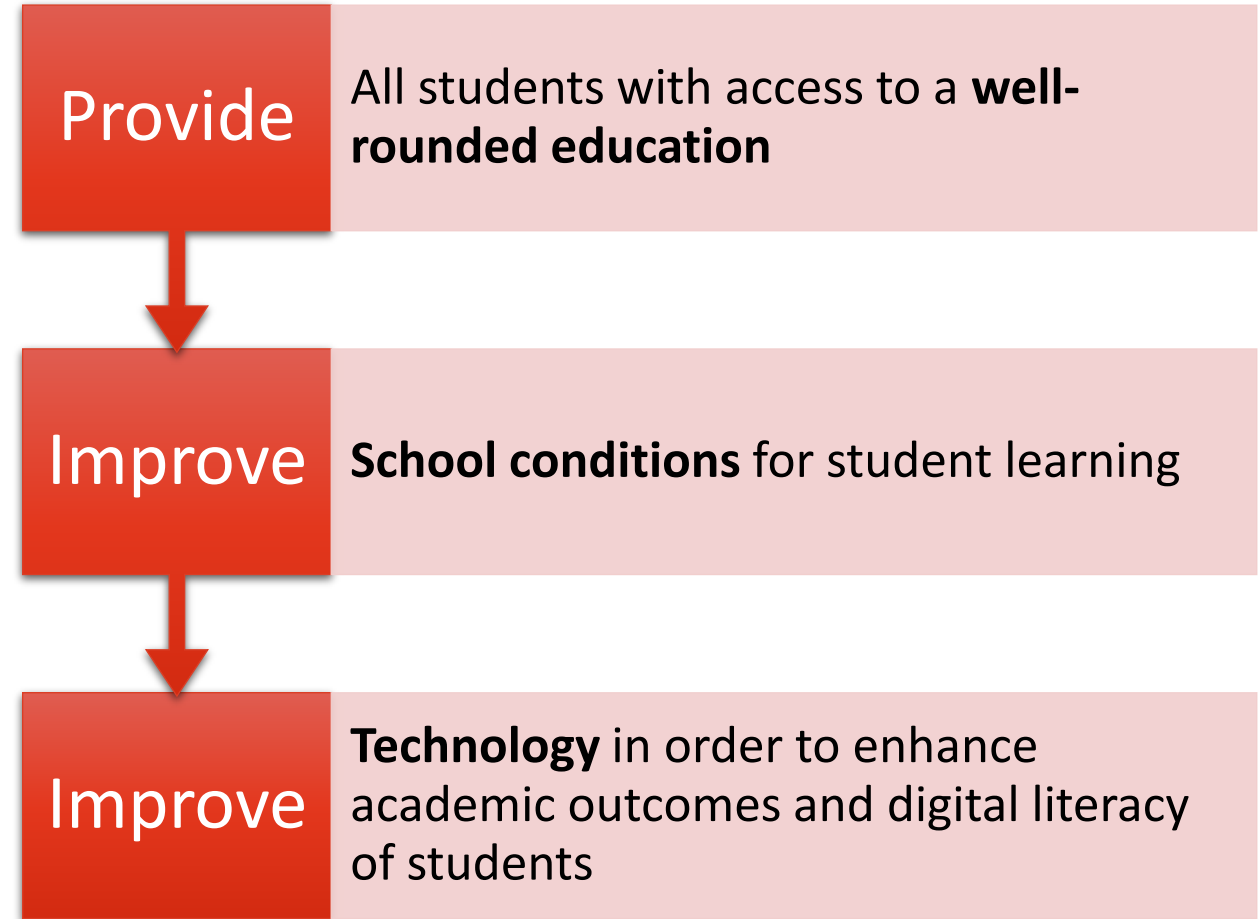 Provide
All students with access to a well-
rounded education
Improve
School conditions for student learning
Improve
Technology in order to enhance
academic outcomes and digital literacy
of students